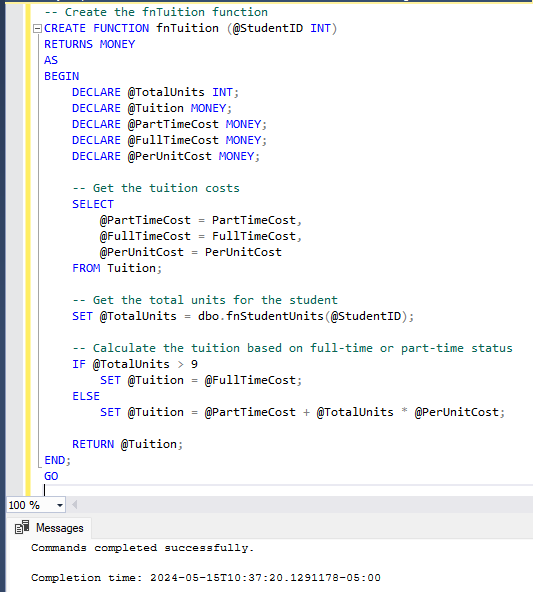 -- Create the fnTuition function
CREATE FUNCTION fnTuition (@StudentID INT)
RETURNS MONEY
AS
BEGIN
    DECLARE @TotalUnits INT;
    DECLARE @Tuition MONEY;
    DECLARE @PartTimeCost MONEY;
    DECLARE @FullTimeCost MONEY;
    DECLARE @PerUnitCost MONEY;

    -- Get the tuition costs
    SELECT
        @PartTimeCost = PartTimeCost,
        @FullTimeCost = FullTimeCost,
        @PerUnitCost = PerUnitCost
    FROM Tuition;

    -- Get the total units for the student
    SET @TotalUnits = dbo.fnStudentUnits(@StudentID);

    -- Calculate the tuition based on full-time or part-time status
    IF @TotalUnits > 9
        SET @Tuition = @FullTimeCost;
    ELSE
        SET @Tuition = @PartTimeCost + @TotalUnits * @PerUnitCost;

    RETURN @Tuition;
END;
GO
100 %
Messages
Commands completed successfully.

Completion time: 2024-05-15T10:37:20.1291178-05:00